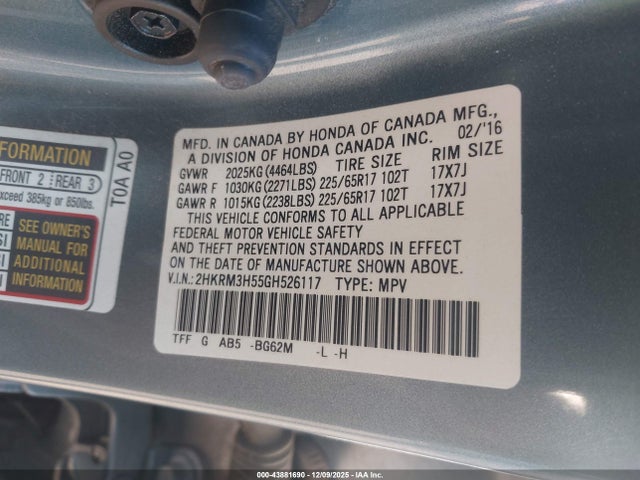 MFD. IN CANADA BY HONDA OF CANADA MFG.,
A DIVISION OF HONDA CANADA INC. 02/'16
GVWR 2025KG(4464LBS) TIRE SIZE RIM SIZE
GAWR F 1030KG(2271LBS) 225/65R17 102T 17X7J
GAWR R 1015KG(2238LBS) 225/65R17 102T 17X7J
THIS VEHICLE CONFORMS TO ALL APPLICABLE
FEDERAL MOTOR VEHICLE SAFETY
AND THEFT PREVENTION STANDARDS IN EFFECT
ON THE DATE OF MANUFACTURE SHOWN ABOVE.
V.I.N.: 2HKRM3H55GH526117 TYPE: MPV
TFF G AB5 -BG62M -L -H
FORMATION
FRONT 2 REAR 3
exceed 385kg or 850lbs.
SEE OWNER'S
MANUAL FOR
ADDITIONAL
INFORMATION
T0A A0
000-43881690 - 12/09/2025 - IAA Inc.